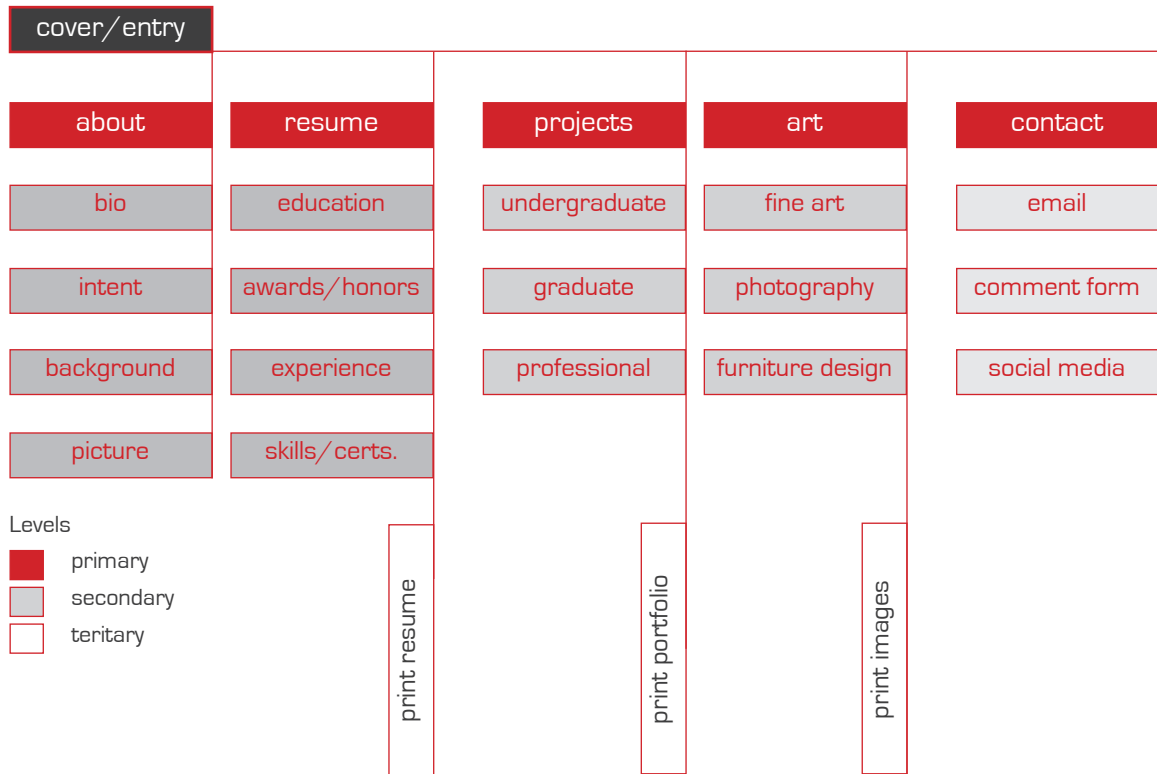 cover/entry
about
resume
projects
art
contact
bio
education
undergraduate
fine art
email
intent
awards/honors
graduate
photography
comment form
background
experience
professional
furniture design
social media
picture
skills/certs.
Levels
primary
secondary
teritary
print resume
print portfolio
print images